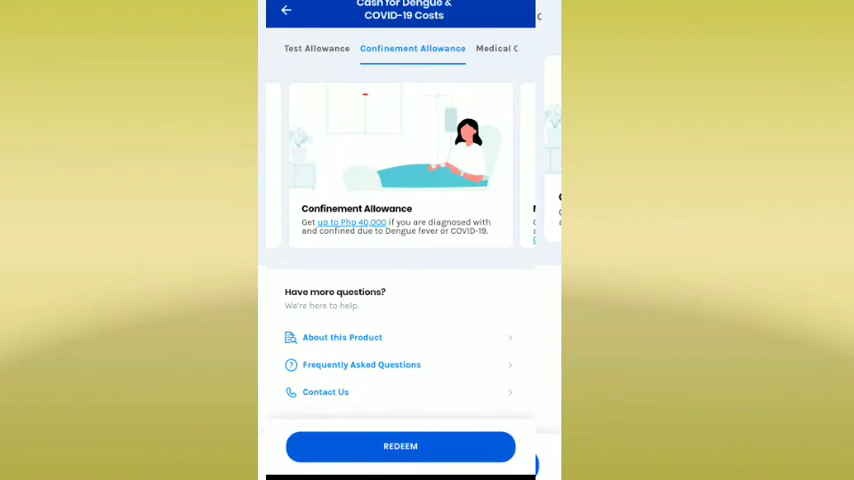 Cash for Dengue &
COVID-19 Costs
Test Allowance Confinement Allowance Medical C
Confinement Allowance
Get up to Php 40,000 if you are diagnosed with
and confined due to Dengue fever or COVID-19.
Have more questions?
We're here to help.
About this Product
Frequently Asked Questions
Contact Us
REDEEM